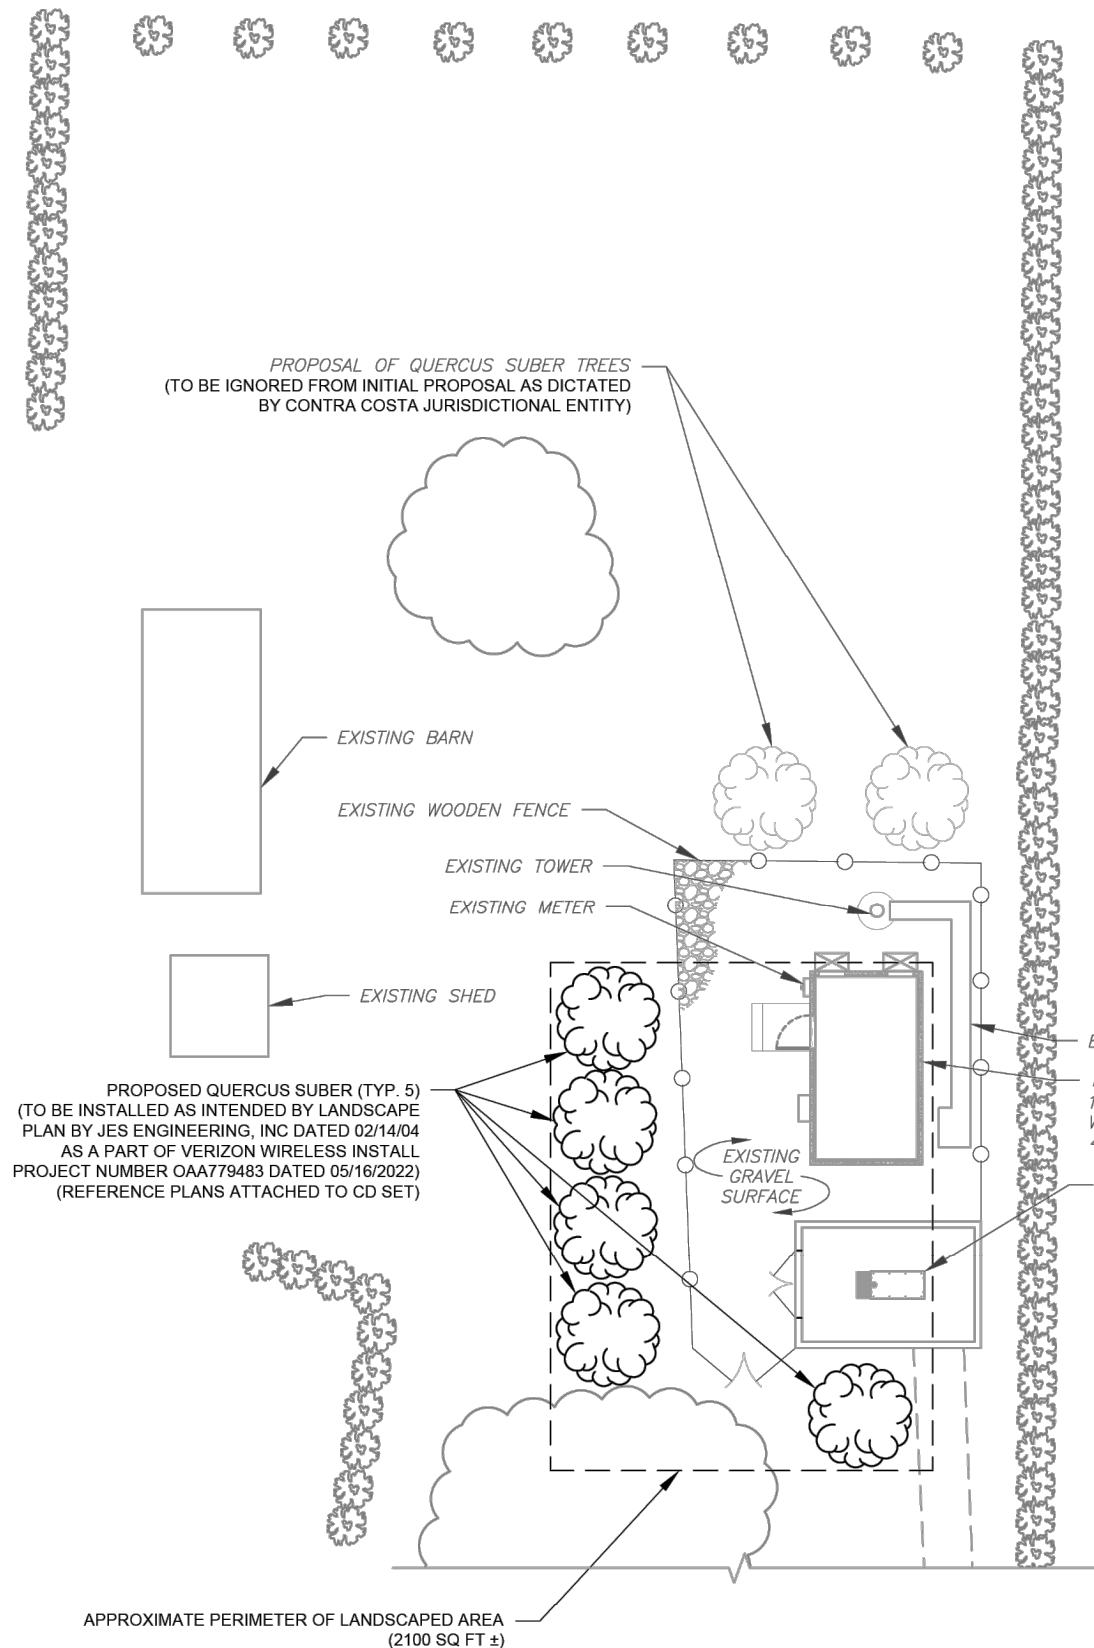 PROPOSAL OF QUERCUS SUBER TREES
(TO BE IGNORED FROM INITIAL PROPOSAL AS DICTATED
BY CONTRA COSTA JURISDICTIONAL ENTITY)
EXISTING BARN
EXISTING WOODEN FENCE
EXISTING TOWER
EXISTING METER
EXISTING SHED
PROPOSED QUERCUS SUBER (TYP. 5)
(TO BE INSTALLED AS INTENDED BY LANDSCAPE
PLAN BY JES ENGINEERING, INC DATED 02/14/04
AS A PART OF VERIZON WIRELESS INSTALL
PROJECT NUMBER OAA779483 DATED 05/16/2022)
(REFERENCE PLANS ATTACHED TO CD SET)
EXISTING
GRAVEL
SURFACE
APPROXIMATE PERIMETER OF LANDSCAPED AREA
(2100 SQ FT ±)